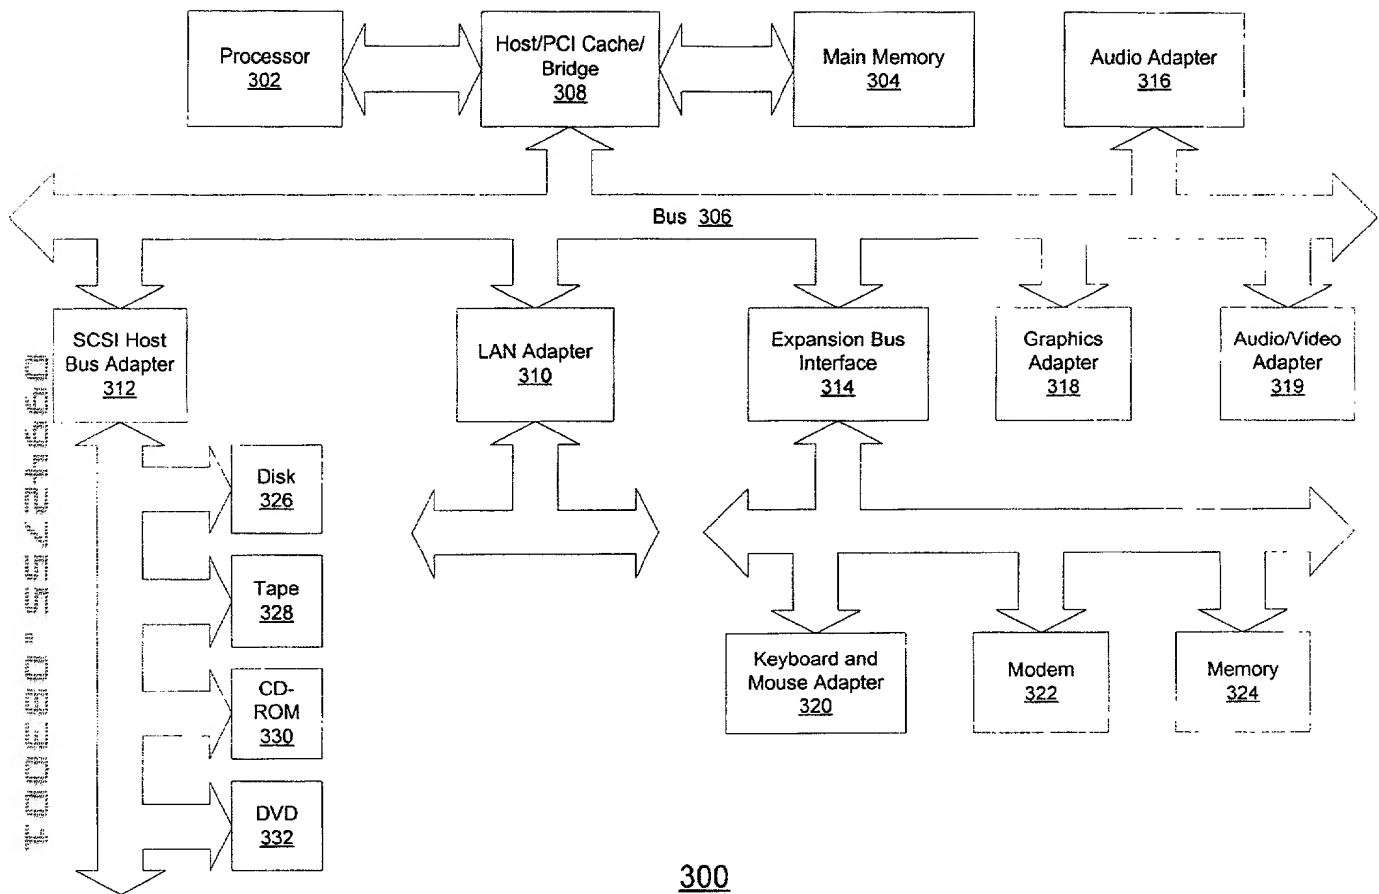 Processor
302
Host/PCI Cache/
Bridge
308
Main Memory
304
Audio Adapter
316
Bus 306
SCSI Host
Bus Adapter
312
LAN Adapter
310
Expansion Bus
Interface
314
Graphics
Adapter
318
Audio/Video
Adapter
319
Disk
326
Tape
328
CD-
ROM
330
DVD
332
Keyboard and
Mouse Adapter
320
Modem
322
Memory
324
300